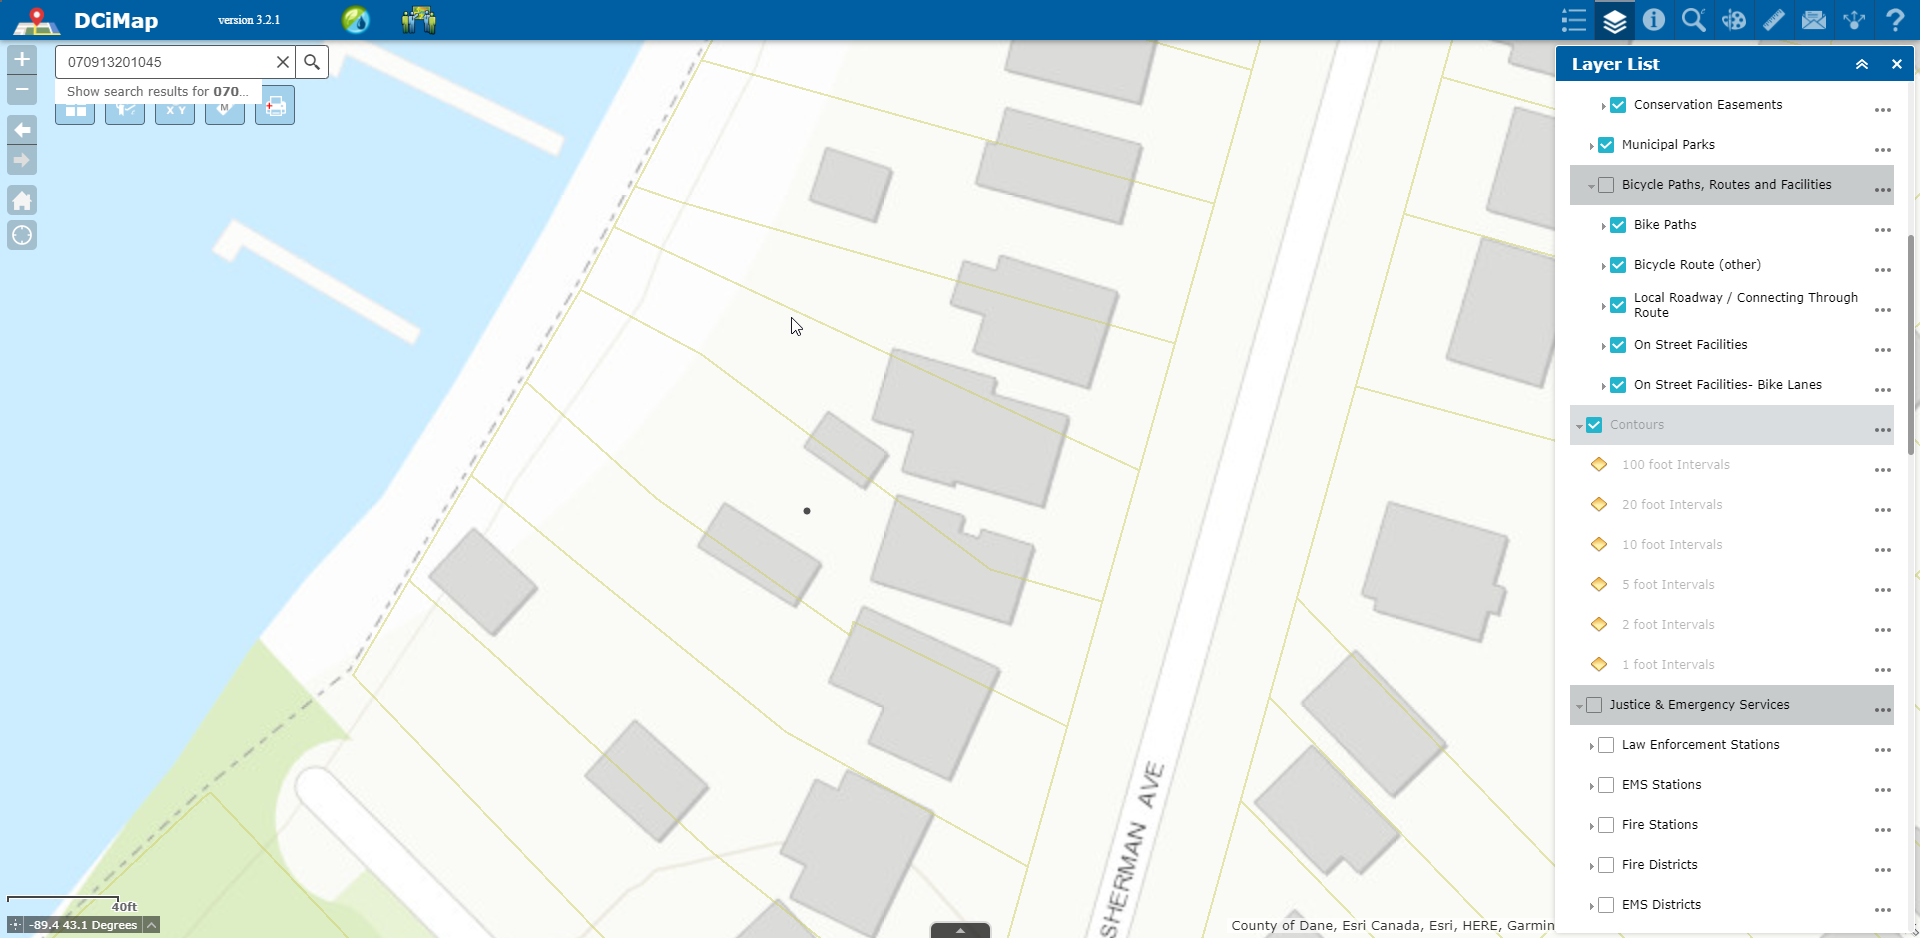 DCiMap
version 3.2.1
070913201045
Show search results for 070...
X Y
M
Layer List
Conservation Easements
Municipal Parks
Bicycle Paths, Routes and Facilities
Bike Paths
Bicycle Route (other)
Local Roadway / Connecting Through
Route
On Street Facilities
On Street Facilities- Bike Lanes
Contours
100 foot Intervals
20 foot Intervals
10 foot Intervals
5 foot Intervals
2 foot Intervals
1 foot Intervals
Justice & Emergency Services
Law Enforcement Stations
EMS Stations
Fire Stations
Fire Districts
EMS Districts
SHERMAN AVE
40ft
-89.4 43.1 Degrees
County of Dane, Esri Canada, Esri, HERE, Garmin